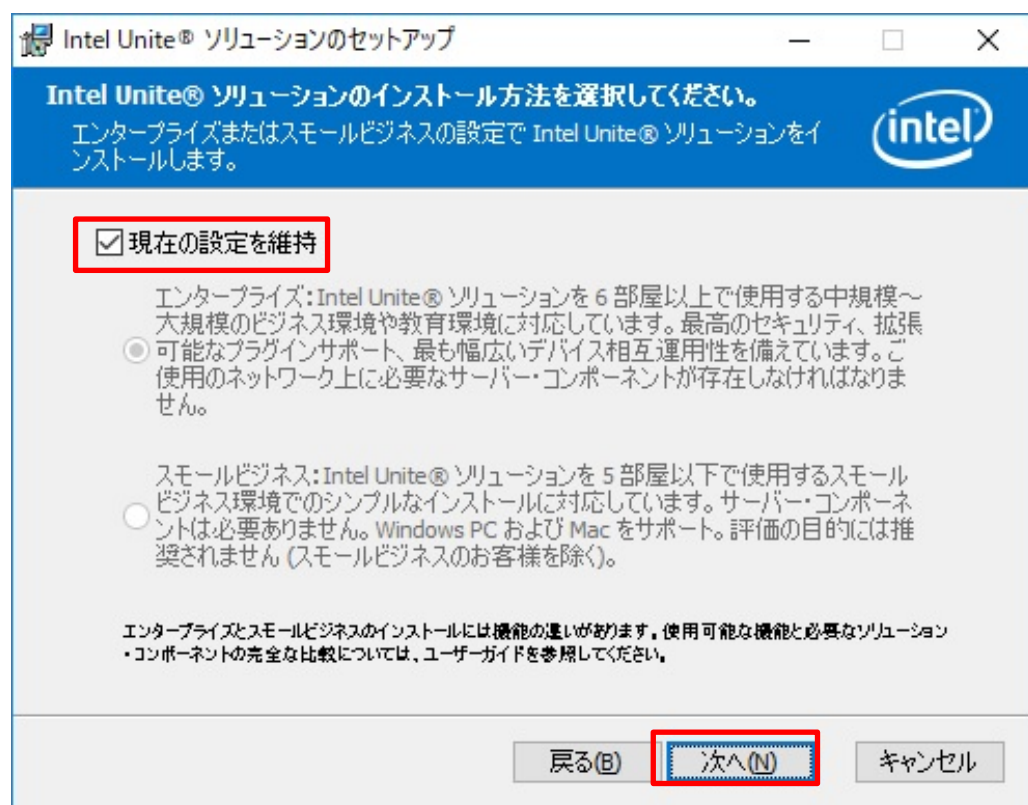 Intel Unite® ソリューションのセットアップ
Intel Unite® ソリューションのインストール方法を選択してください。
エンタープライズまたはスモールビジネスの設定で Intel Unite® ソリューションをイ
ンストールします。
intel
現在の設定を維持
エンタープライズ: Intel Unite® ソリューションを 6 部屋以上で使用する中規模～
大規模のビジネス環境や教育環境に対応しています。最高のセキュリティ、拡張
可能なプラグインサポート、最も幅広いデバイス相互運用性を備えています。ご
使用のネットワーク上に必要なサーバー・コンポーネントが存在しなければなりま
せん。
スモールビジネス: Intel Unite® ソリューションを 5 部屋以下で使用するスモール
ビジネス環境でのシンプルなインストールに対応しています。サーバー・コンポーネ
ントは必要ありません。Windows PC および Mac をサポート。評価の目的には推
奨されません (スモールビジネスのお客様を除く)。
エンタープライズとスモールビジネスのインストールには機能の違いがあります。使用可能な機能と必要なソリューション
・コンポーネントの完全な比較については、ユーザーガイドを参照してください。
戻る(B) 次へ(N) キャンセル